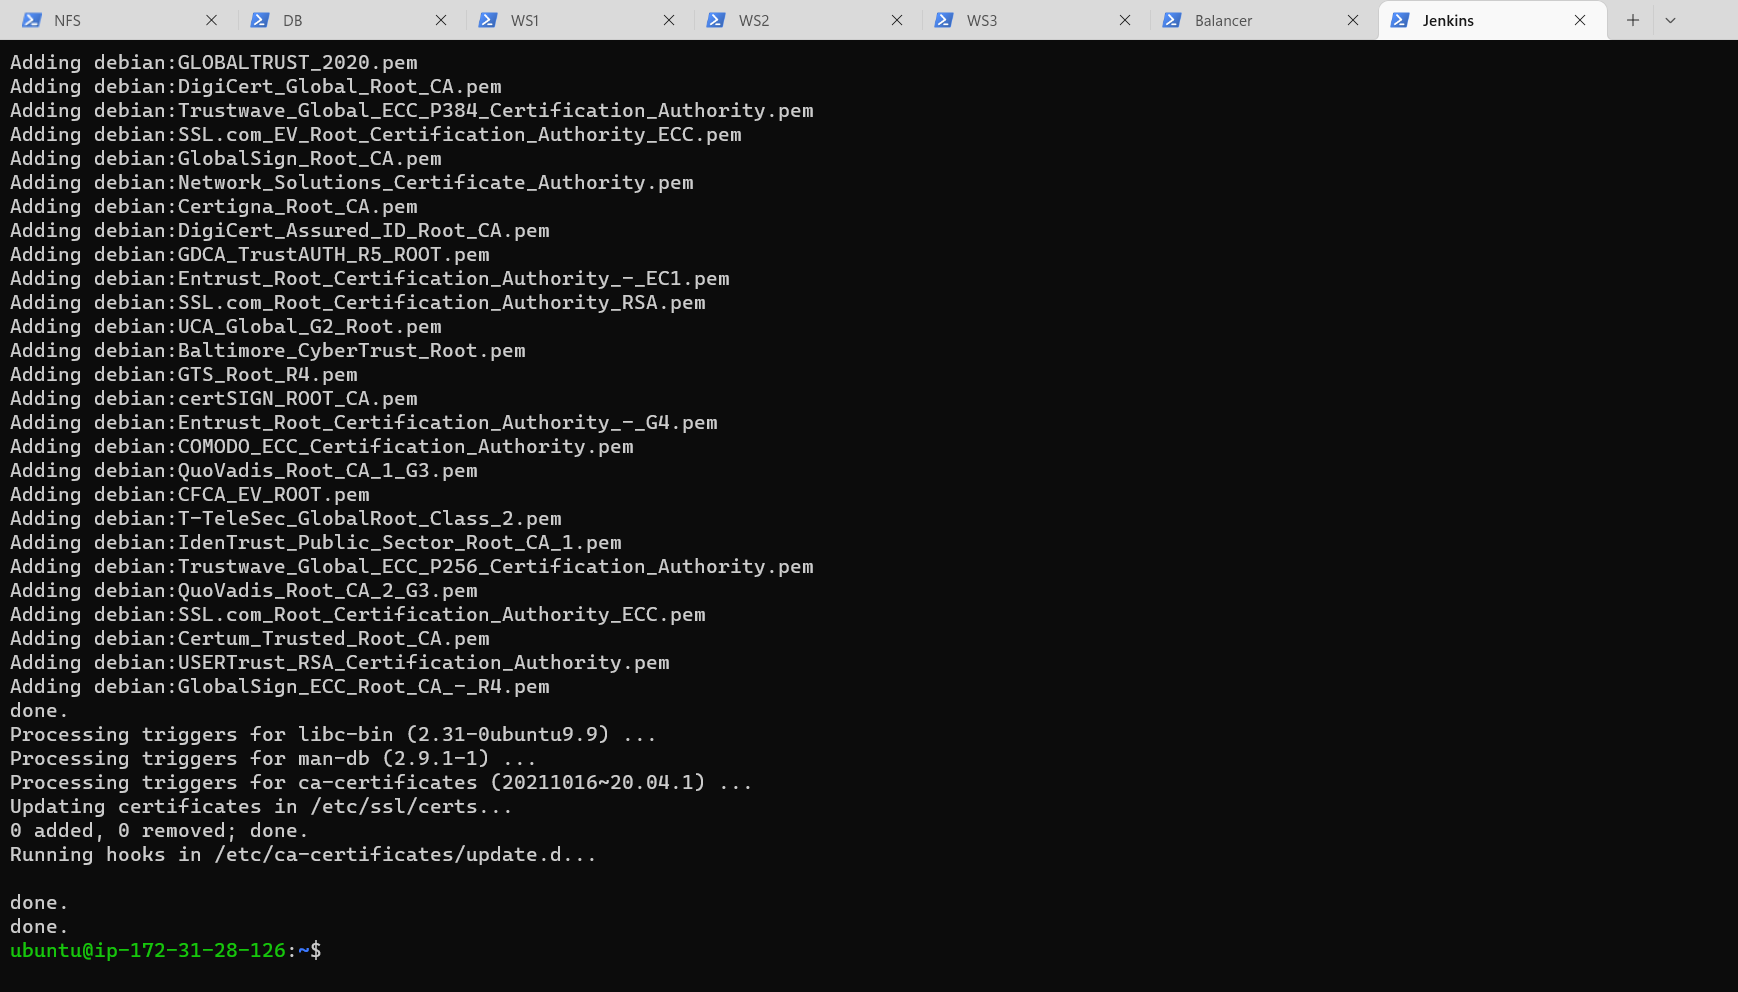 NFS DB WS1 WS2 WS3 Balancer Jenkins
Adding debian:GLOBALTRUST_2020.pem
Adding debian:DigiCert_Global_Root_CA.pem
Adding debian:Trustwave_Global_ECC_P384_Certification_Authority.pem
Adding debian:SSL.com_EV_Root_Certification_Authority_ECC.pem
Adding debian:GlobalSign_Root_CA.pem
Adding debian:Network_Solutions_Certificate_Authority.pem
Adding debian:Certigna_Root_CA.pem
Adding debian:DigiCert_Assured_ID_Root_CA.pem
Adding debian:GDCA_TrustAUTH_R5_ROOT.pem
Adding debian:Entrust_Root_Certification_Authority_-_EC1.pem
Adding debian:SSL.com_Root_Certification_Authority_RSA.pem
Adding debian:UCA_Global_G2_Root.pem
Adding debian:Baltimore_CyberTrust_Root.pem
Adding debian:GTS_Root_R4.pem
Adding debian:certSIGN_ROOT_CA.pem
Adding debian:Entrust_Root_Certification_Authority_-_G4.pem
Adding debian:COMODO_ECC_Certification_Authority.pem
Adding debian:QuoVadis_Root_CA_1_G3.pem
Adding debian:CFCA_EV_ROOT.pem
Adding debian:T-TeleSec_GlobalRoot_Class_2.pem
Adding debian:IdenTrust_Public_Sector_Root_CA_1.pem
Adding debian:Trustwave_Global_ECC_P256_Certification_Authority.pem
Adding debian:QuoVadis_Root_CA_2_G3.pem
Adding debian:SSL.com_Root_Certification_Authority_ECC.pem
Adding debian:Certum_Trusted_Root_CA.pem
Adding debian:USERTrust_RSA_Certification_Authority.pem
Adding debian:GlobalSign_ECC_Root_CA_-_R4.pem
done.
Processing triggers for libc-bin (2.31-0ubuntu9.9) ...
Processing triggers for man-db (2.9.1-1) ...
Processing triggers for ca-certificates (20211016~20.04.1) ...
Updating certificates in /etc/ssl/certs...
0 added, 0 removed; done.
Running hooks in /etc/ca-certificates/update.d...
done.
done.
ubuntu@ip-172-31-28-126:~$